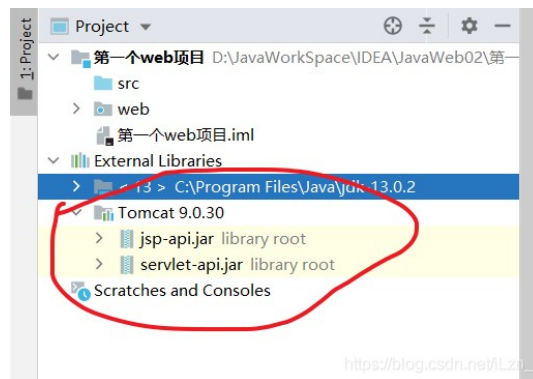 1: Project
Project
第一个web项目 D:\JavaWorkSpace\IDEA\JavaWeb02\第一
src
web
第一个web项目.iml
External Libraries
< 13 > C:\Program Files\Java\jdk-13.0.2
Tomcat 9.0.30
jsp-api.jar library root
servlet-api.jar library root
Scratches and Consoles
https://blog.csdn.net/iLzn_